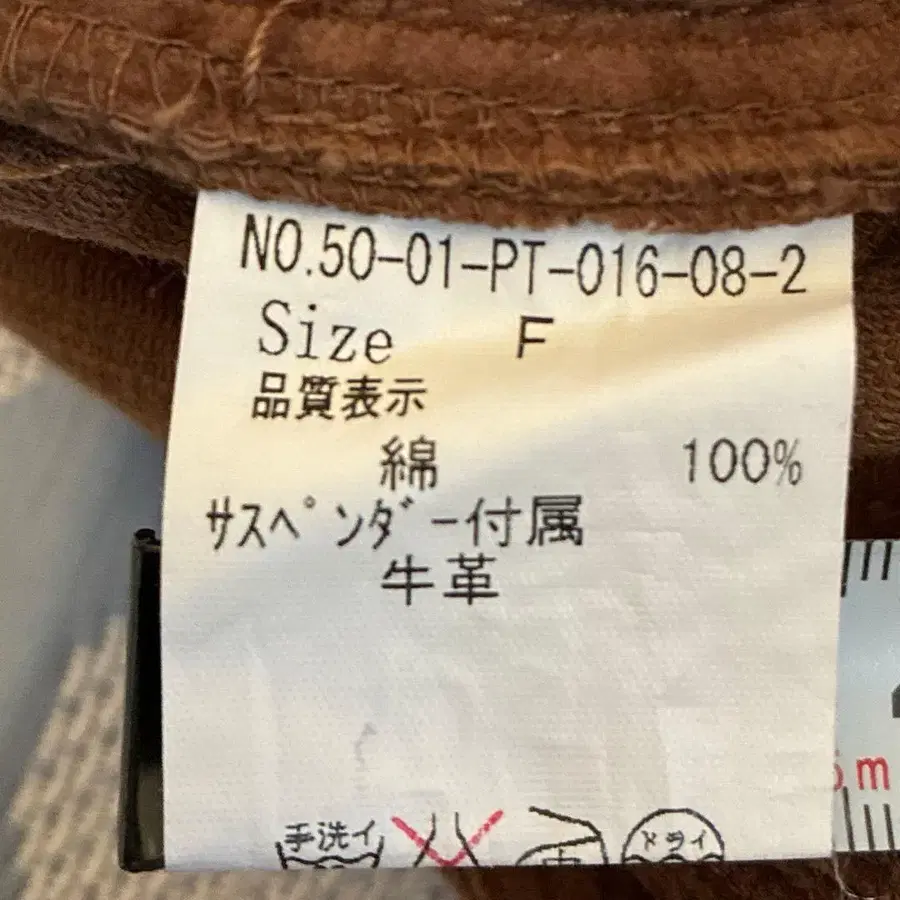 NO.50-01-PT-016-08-2
Size F
品質表示
綿 100%
サスペンダー付属
牛革
手洗イ
ドライ
m